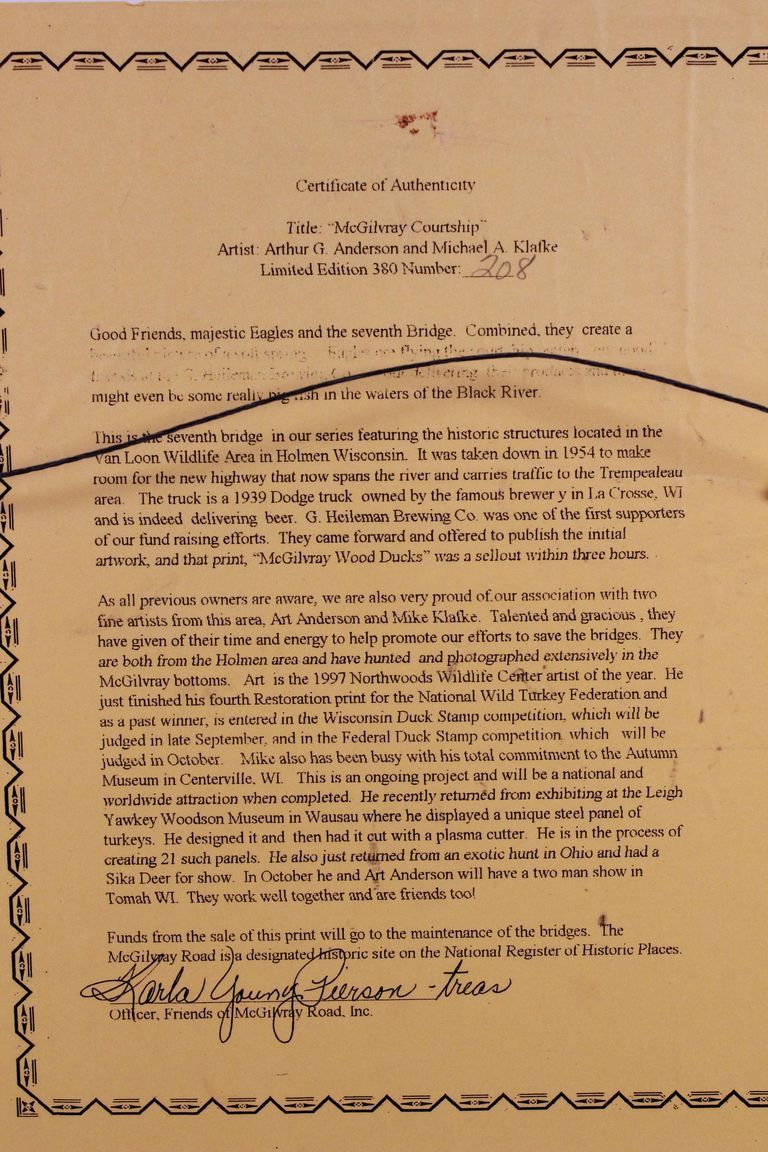 Certificate of Authenticity
Title: "McGilvray Courtship"
Artist: Arthur G. Anderson and Michael A. Klafke
Limited Edition 380 Number: 208
Good Friends, majestic Eagles and the seventh Bridge. Combined, they create a
might even be some really big fish in the waters of the Black River.
This is the seventh bridge in our series featuring the historic structures located in the
Van Loon Wildlife Area in Holmen Wisconsin. It was taken down in 1954 to make
room for the new highway that now spans the river and carries traffic to the Trempealeau
area. The truck is a 1939 Dodge truck owned by the famous brewer y in La Crosse, WI
and is indeed delivering beer. G. Heileman Brewing Co. was one of the first supporters
of our fund raising efforts. They came forward and offered to publish the initial
artwork, and that print, "McGilvray Wood Ducks" was a sellout within three hours.
As all previous owners are aware, we are also very proud of our association with two
fine artists from this area, Art Anderson and Mike Klafke. Talented and gracious , they
have given of their time and energy to help promote our efforts to save the bridges. They
are both from the Holmen area and have hunted and photographed extensively in the
McGilvray bottoms. Art is the 1997 Northwoods Wildlife Center artist of the year. He
just finished his fourth Restoration print for the National Wild Turkey Federation and
as a past winner, is entered in the Wisconsin Duck Stamp competition, which will be
judged in late September, and in the Federal Duck Stamp competition which will be
judged in October. Mike also has been busy with his total commitment to the Autumn
Museum in Centerville, WI. This is an ongoing project and will be a national and
worldwide attraction when completed. He recently returned from exhibiting at the Leigh
Yawkey Woodson Museum in Wausau where he displayed a unique steel panel of
turkeys. He designed it and then had it cut with a plasma cutter. He is in the process of
creating 21 such panels. He also just returned from an exotic hunt in Ohio and had a
Sika Deer for show. In October he and Art Anderson will have a two man show in
Tomah WI. They work well together and are friends too!
Funds from the sale of this print will go to the maintenance of the bridges. The
McGilvray Road is a designated historic site on the National Register of Historic Places.
Karla Young Pierson - treas
Officer, Friends of McGilvray Road, Inc.